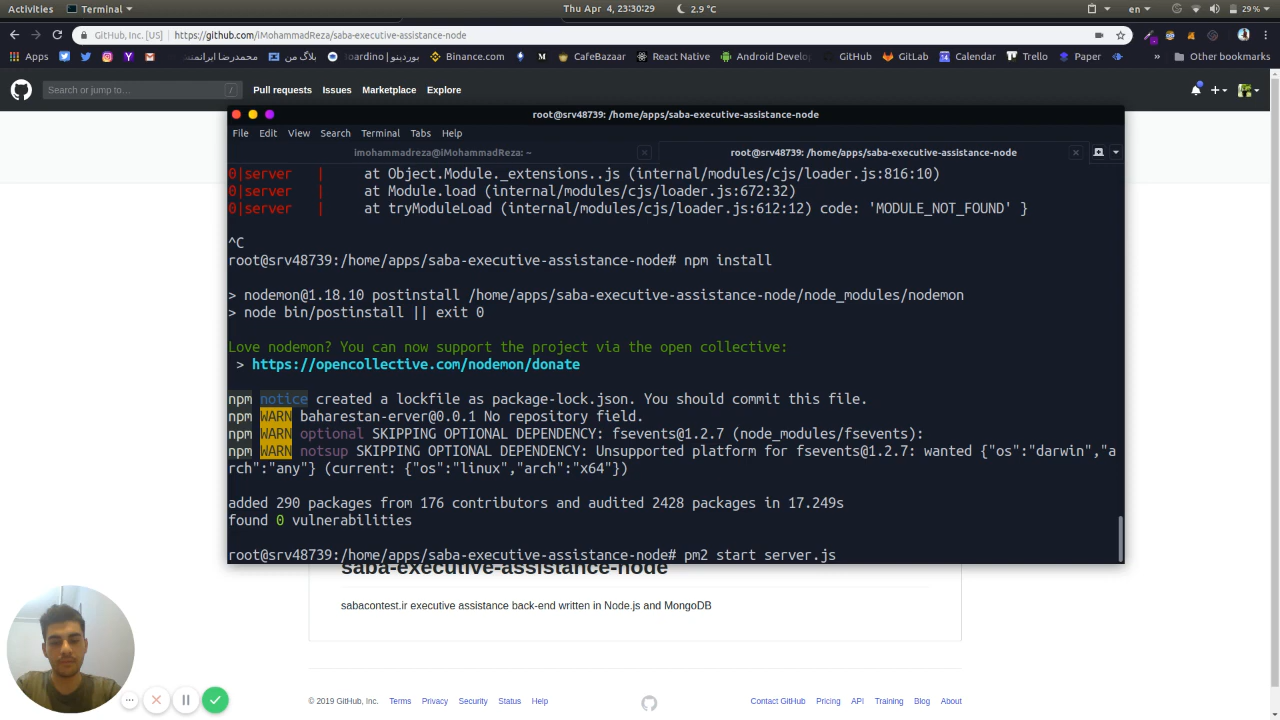 Activities
Terminal
Thu Apr 4, 23:30:29
2.9 °C
en
29%
GitHub, Inc. [US]
https://github.com/iMohammadReza/saba-executive-assistance-node
Apps
محمدرضا ایرانمنش
بلاگ من
بوردینو | loardino
Binance.com
M
CafeBazaar
React Native
Android Develo
GitHub
GitLab
Calendar
Trello
Paper
»
Other bookmarks
Search or jump to...
/
Pull requests
Issues
Marketplace
Explore
root@srv48739: /home/apps/saba-executive-assistance-node
File
Edit
View
Search
Terminal
Tabs
Help
imohammadreza@iMohammadReza: ~
root@srv48739: /home/apps/saba-executive-assistance-node
0|server | at Object.Module._extensions..js (internal/modules/cjs/loader.js:816:10)
0|server | at Module.load (internal/modules/cjs/loader.js:672:32)
0|server | at tryModuleLoad (internal/modules/cjs/loader.js:612:12) code: 'MODULE_NOT_FOUND' }
^C
root@srv48739:/home/apps/saba-executive-assistance-node# npm install
> nodemon@1.18.10 postinstall /home/apps/saba-executive-assistance-node/node_modules/nodemon
> node bin/postinstall || exit 0
Love nodemon? You can now support the project via the open collective:
> https://opencollective.com/nodemon/donate
npm notice created a lockfile as package-lock.json. You should commit this file.
npm WARN baharestan-erver@0.0.1 No repository field.
npm WARN optional SKIPPING OPTIONAL DEPENDENCY: fsevents@1.2.7 (node_modules/fsevents):
npm WARN notsup SKIPPING OPTIONAL DEPENDENCY: Unsupported platform for fsevents@1.2.7: wanted {"os":"darwin","a
rch":"any"} (current: {"os":"linux","arch":"x64"})
added 290 packages from 176 contributors and audited 2428 packages in 17.249s
found 0 vulnerabilities
root@srv48739:/home/apps/saba-executive-assistance-node# pm2 start server.js
saba-executive-assistance-node
sabacontest.ir executive assistance back-end written in Node.js and MongoDB
© 2019 GitHub, Inc.
Terms
Privacy
Security
Status
Help
Contact GitHub
Pricing
API
Training
Blog
About